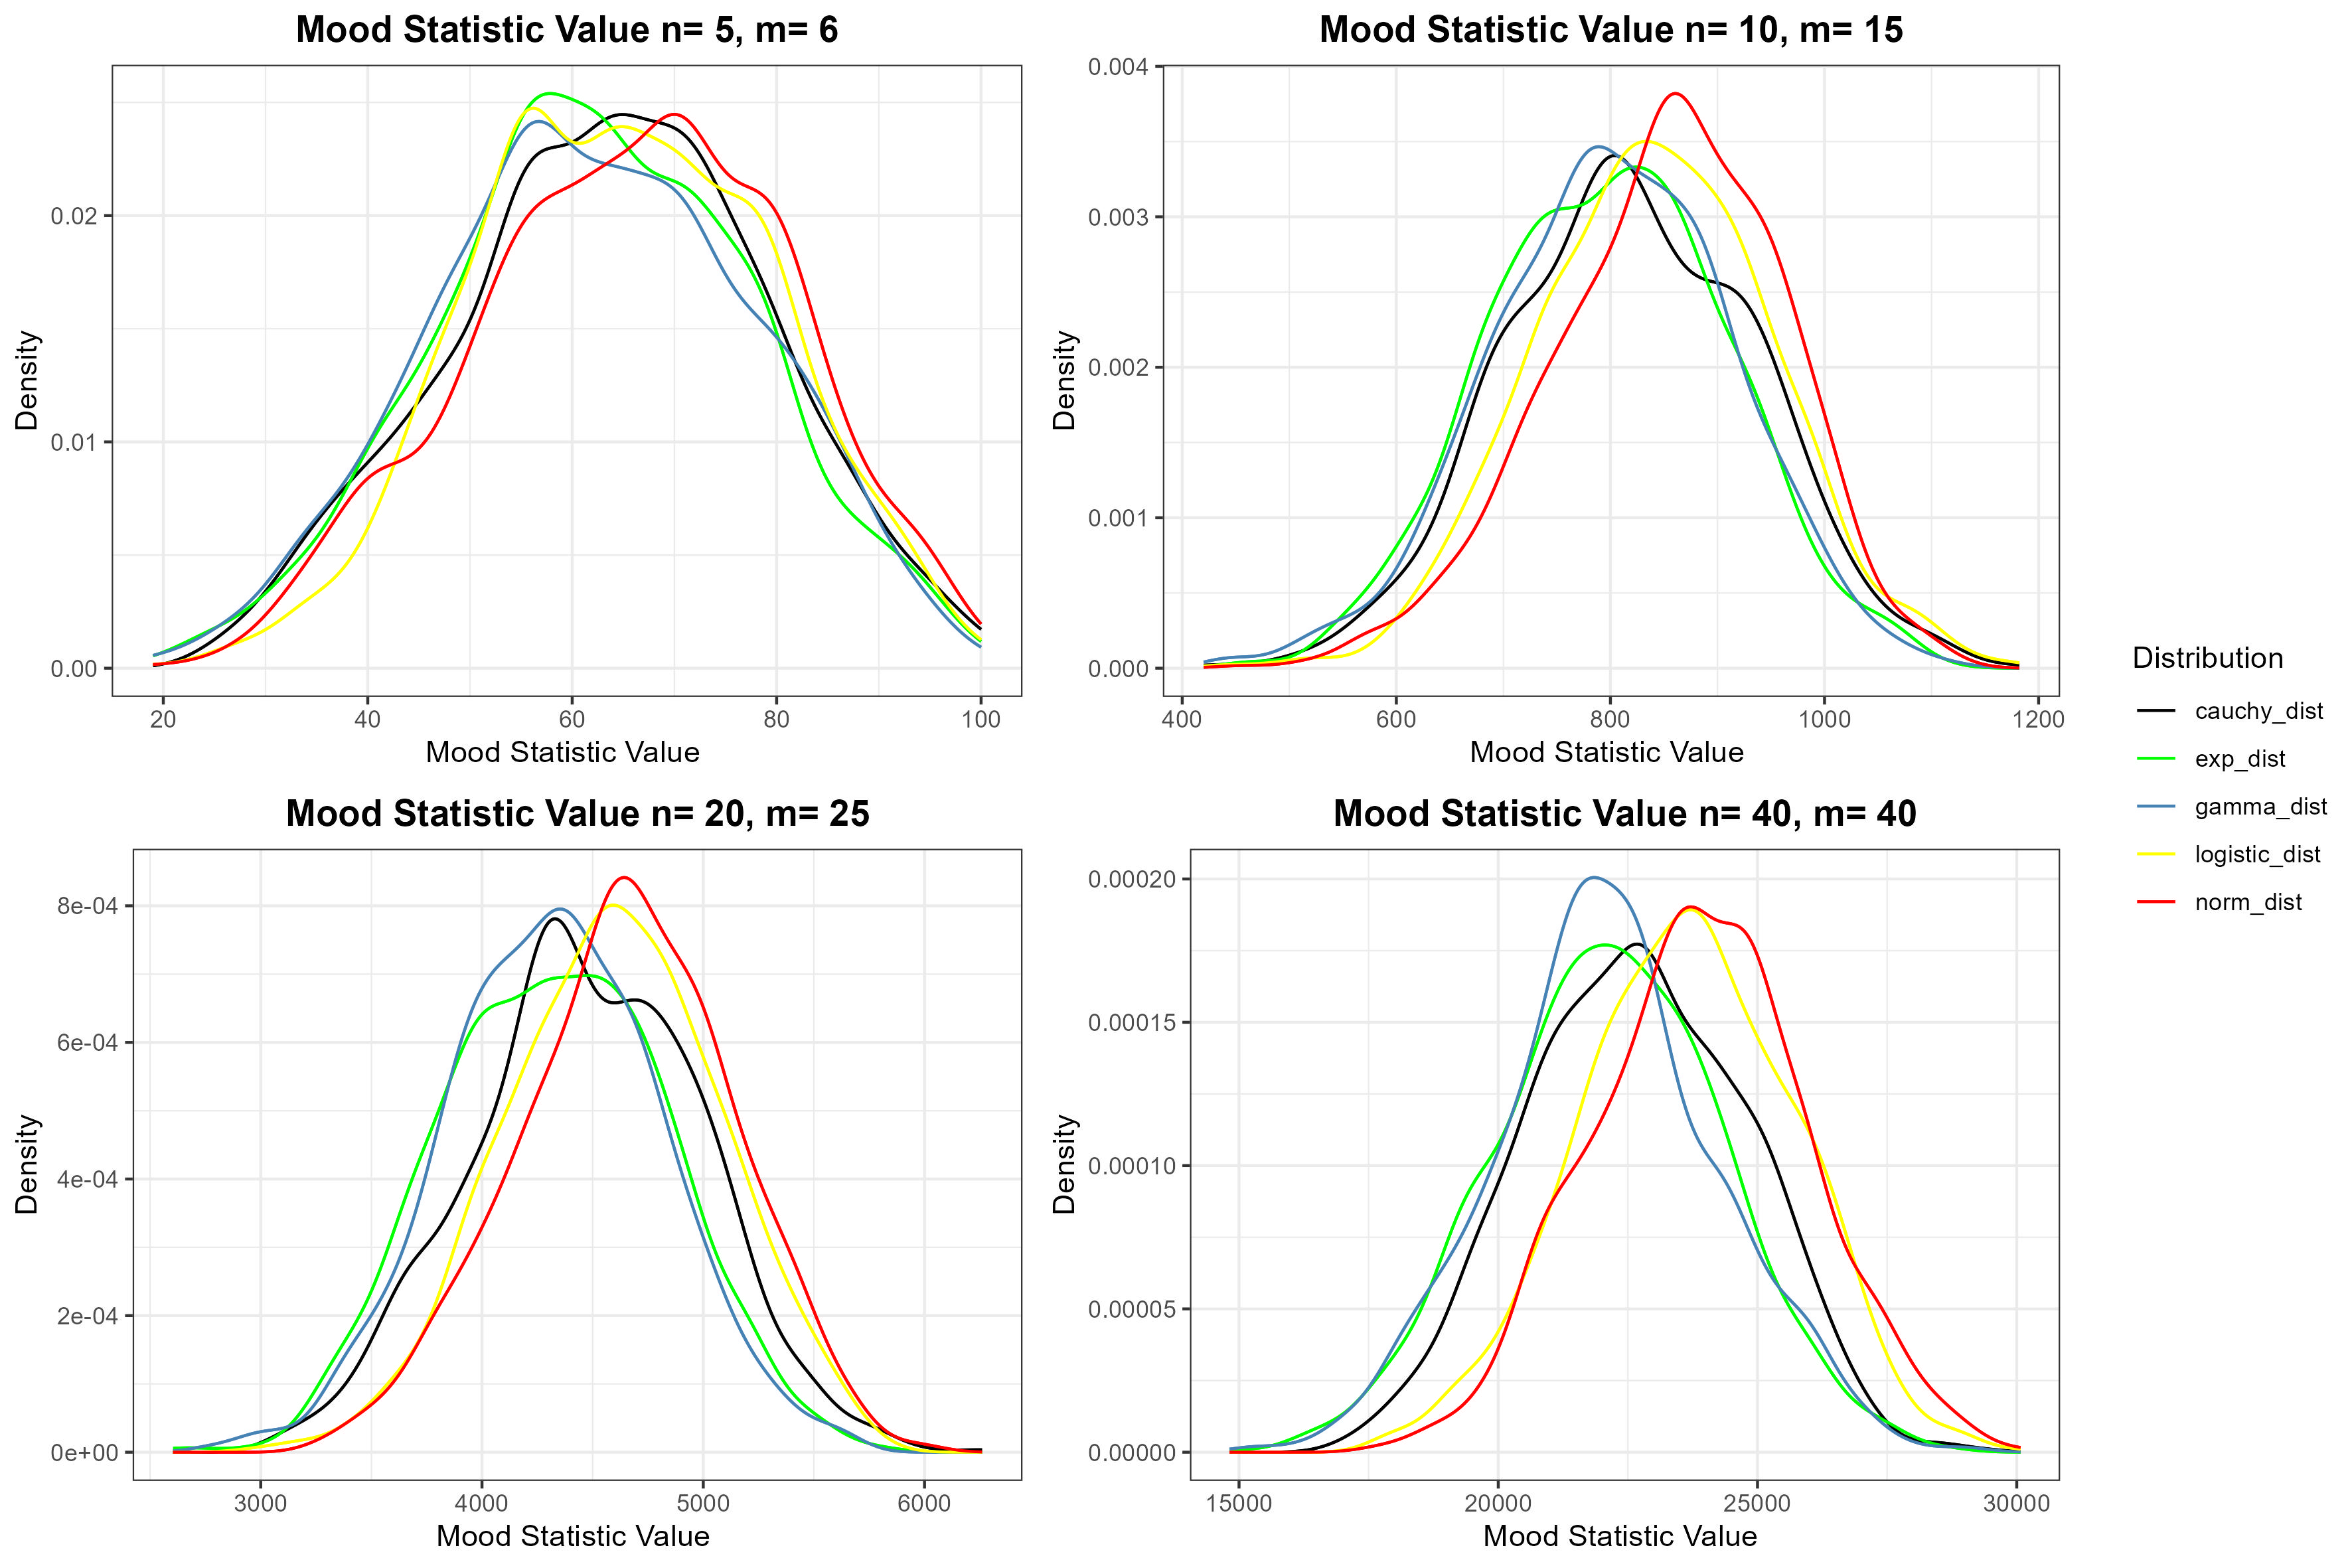 Mood Statistic Value n= 5, m= 6
Density
0.02
0.01
0.00
20 40 60 80 100
Mood Statistic Value
Mood Statistic Value n= 10, m= 15
Density
0.004
0.003
0.002
0.001
0.000
400 600 800 1000 1200
Mood Statistic Value
Mood Statistic Value n= 20, m= 25
Density
8e-04
6e-04
4e-04
2e-04
0e+00
3000 4000 5000 6000
Mood Statistic Value
Mood Statistic Value n= 40, m= 40
Density
0.00020
0.00015
0.00010
0.00005
0.00000
15000 20000 25000 30000
Mood Statistic Value
Distribution
cauchy_dist
exp_dist
gamma_dist
logistic_dist
norm_dist